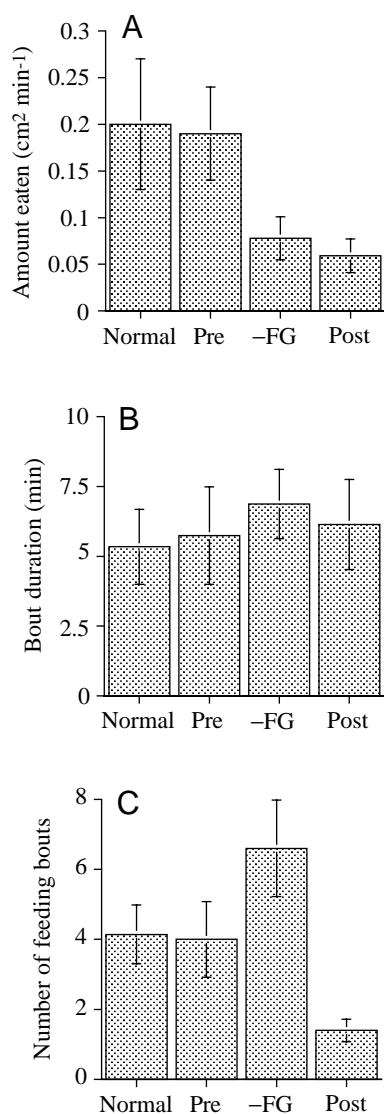 A
Amount eaten (cm² min⁻¹)
0.3
0.25
0.2
0.15
0.1
0.05
0
Normal Pre –FG Post
B
Bout duration (min)
10
7.5
5
2.5
0
Normal Pre –FG Post
C
Number of feeding bouts
8
6
4
2
0
Normal Pre –FG Post